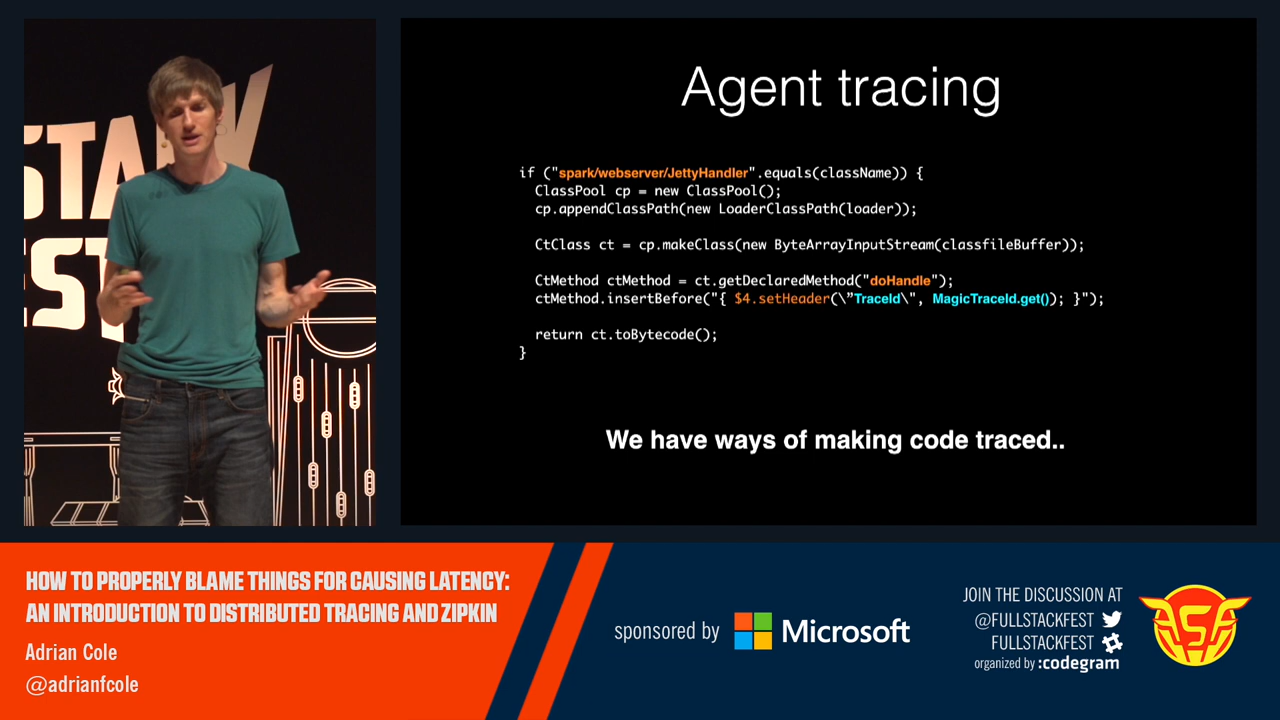 STACK
FEST
Agent tracing
if ("spark/webserver/JettyHandler".equals(className)) {
ClassPool cp = new ClassPool();
cp.appendClassPath(new LoaderClassPath(loader));
CtClass ct = cp.makeClass(new ByteArrayInputStream(classfileBuffer));
CtMethod ctMethod = ct.getDeclaredMethod("doHandle");
ctMethod.insertBefore("{ $4.setHeader(\”TraceId\", MagicTraceId.get()); }");
return ct.toBytecode();
}
We have ways of making code traced..
HOW TO PROPERLY BLAME THINGS FOR CAUSING LATENCY:
AN INTRODUCTION TO DISTRIBUTED TRACING AND ZIPKIN
Adrian Cole
@adrianfcole
sponsored by Microsoft
JOIN THE DISCUSSION AT
@FULLSTACKFEST
FULLSTACKFEST
organized by :codegram